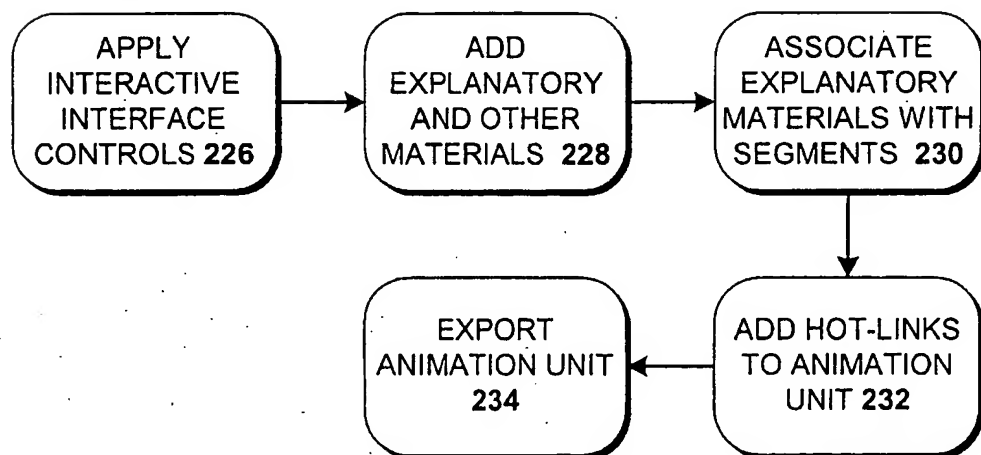 APPLY
INTERACTIVE
INTERFACE
CONTROLS 226
ADD
EXPLANATORY
AND OTHER
MATERIALS 228
ASSOCIATE
EXPLANATORY
MATERIALS WITH
SEGMENTS 230
ADD HOT-LINKS
TO ANIMATION
UNIT 232
EXPORT
ANIMATION UNIT
234